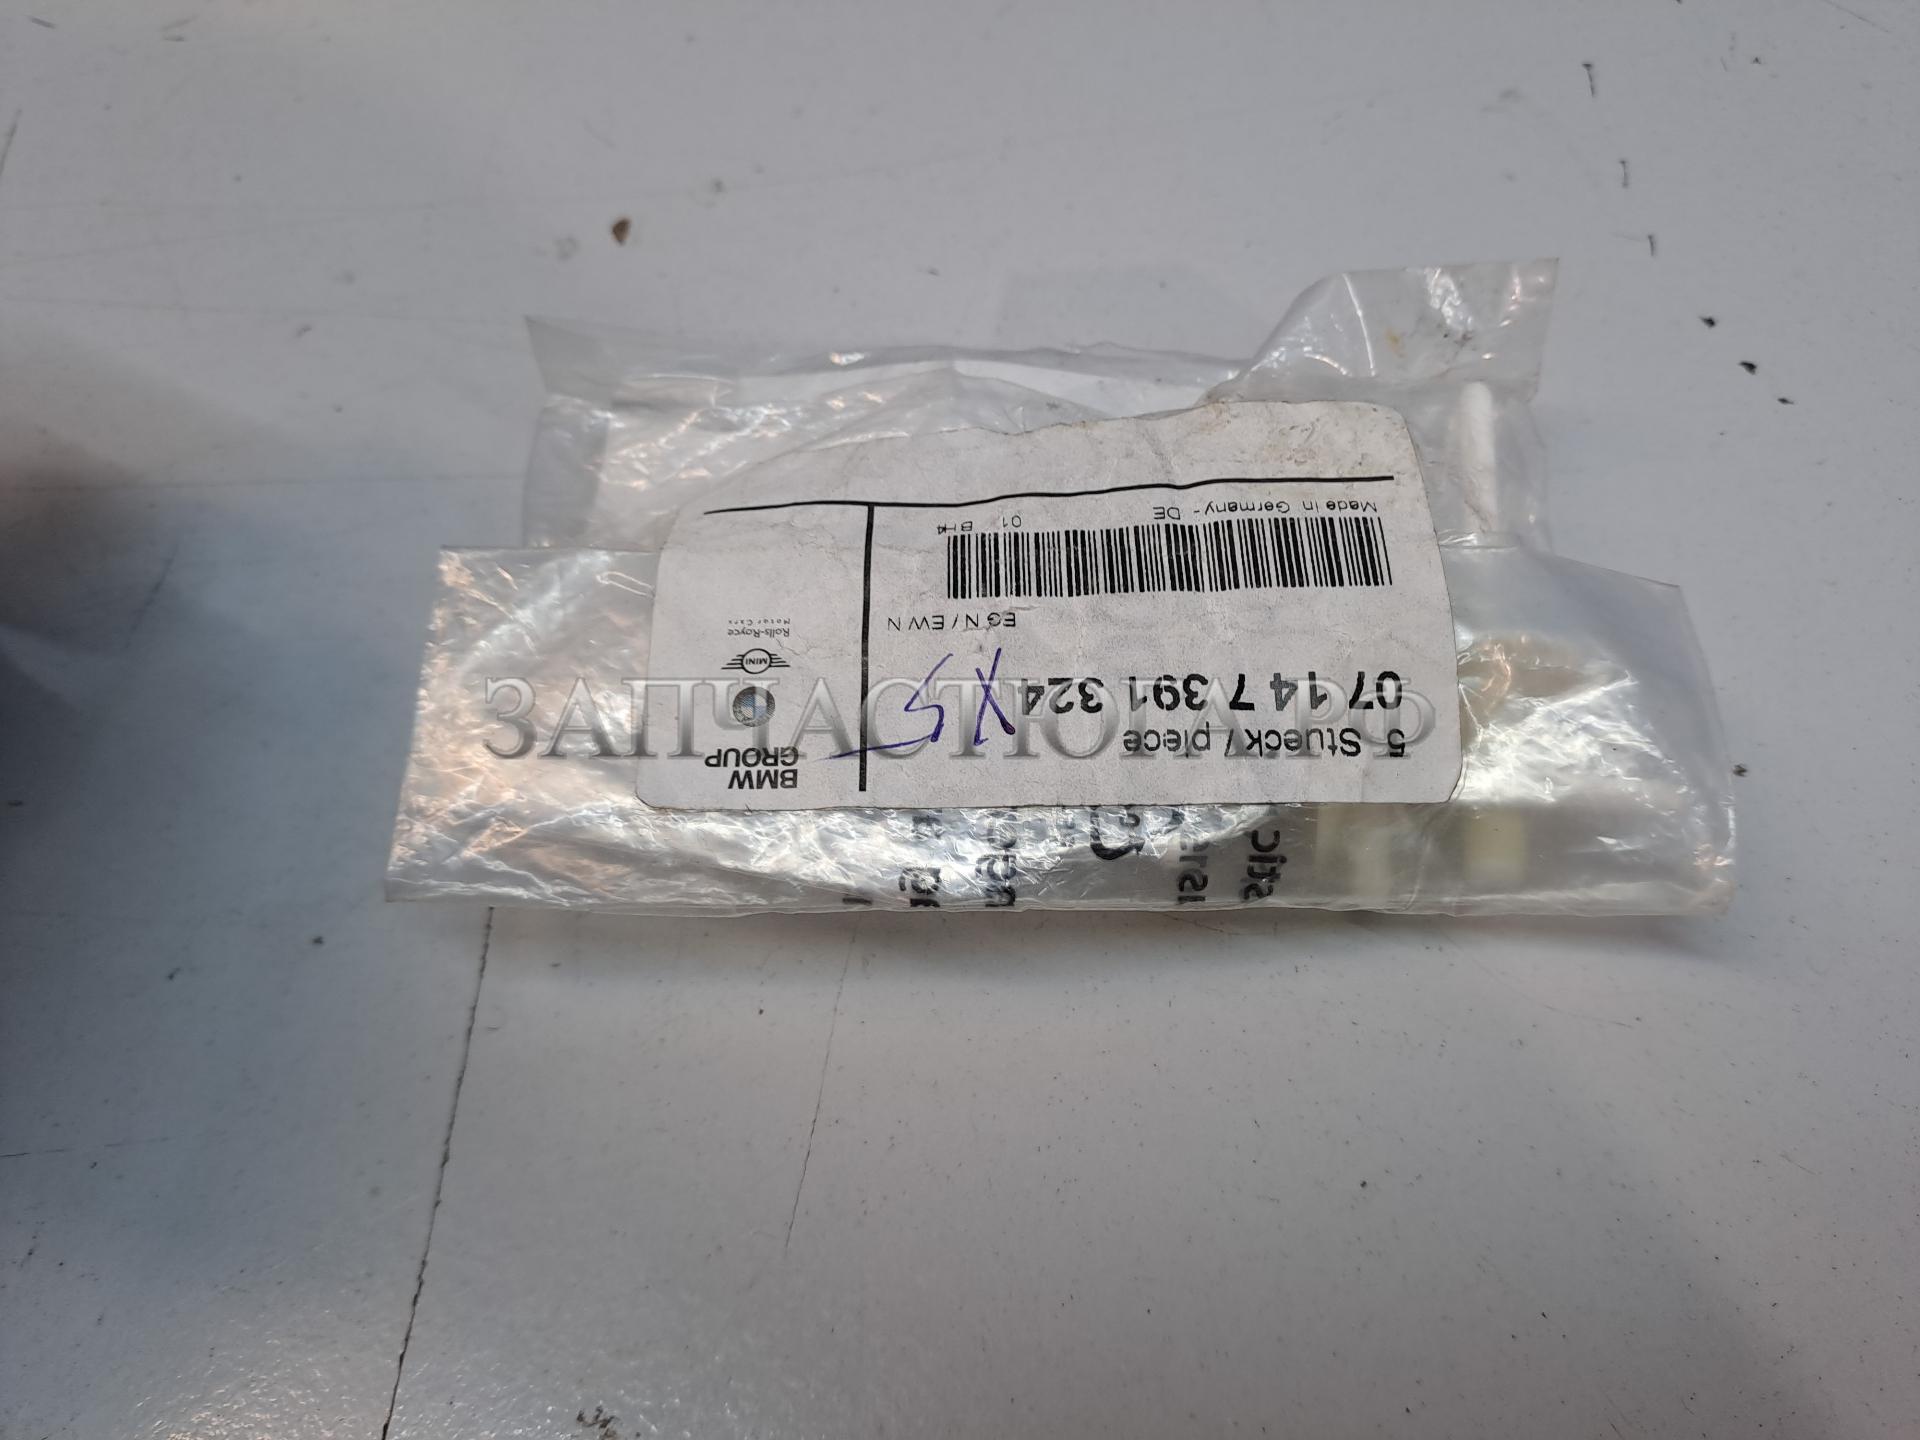 5 Stueck / piece
07 14 7 391 324
X5
EG N / EW N
01 BH4
Made in Germany - DE
BMW
GROUP
MINI
Rolls-Royce
Motor Cars
ЗАПЧАСТЮГА.РФ